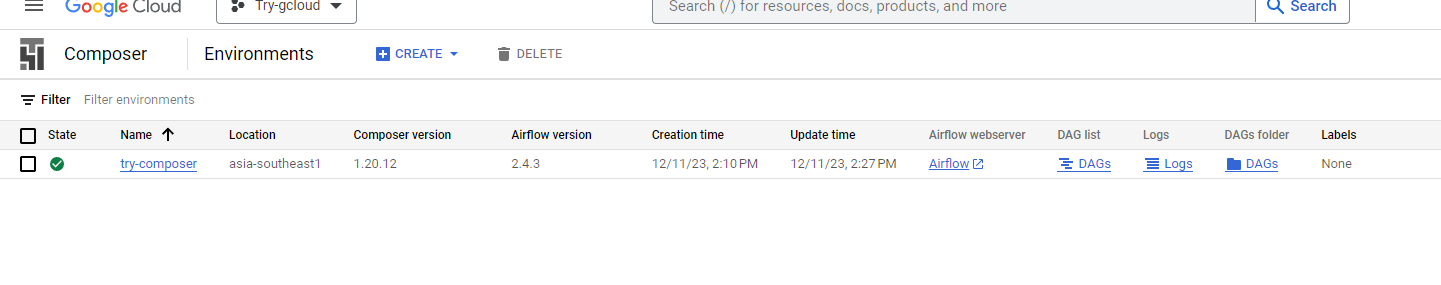 Google Cloud
Try-gcloud
Search (/) for resources, docs, products, and more
Search
Composer
Environments
CREATE
DELETE
Filter Filter environments
State Name Location Composer version Airflow version Creation time Update time Airflow webserver DAG list Logs DAGs folder Labels
try-composer asia-southeast1 1.20.12 2.4.3 12/11/23, 2:10 PM 12/11/23, 2:27 PM Airflow DAGs Logs DAGs None